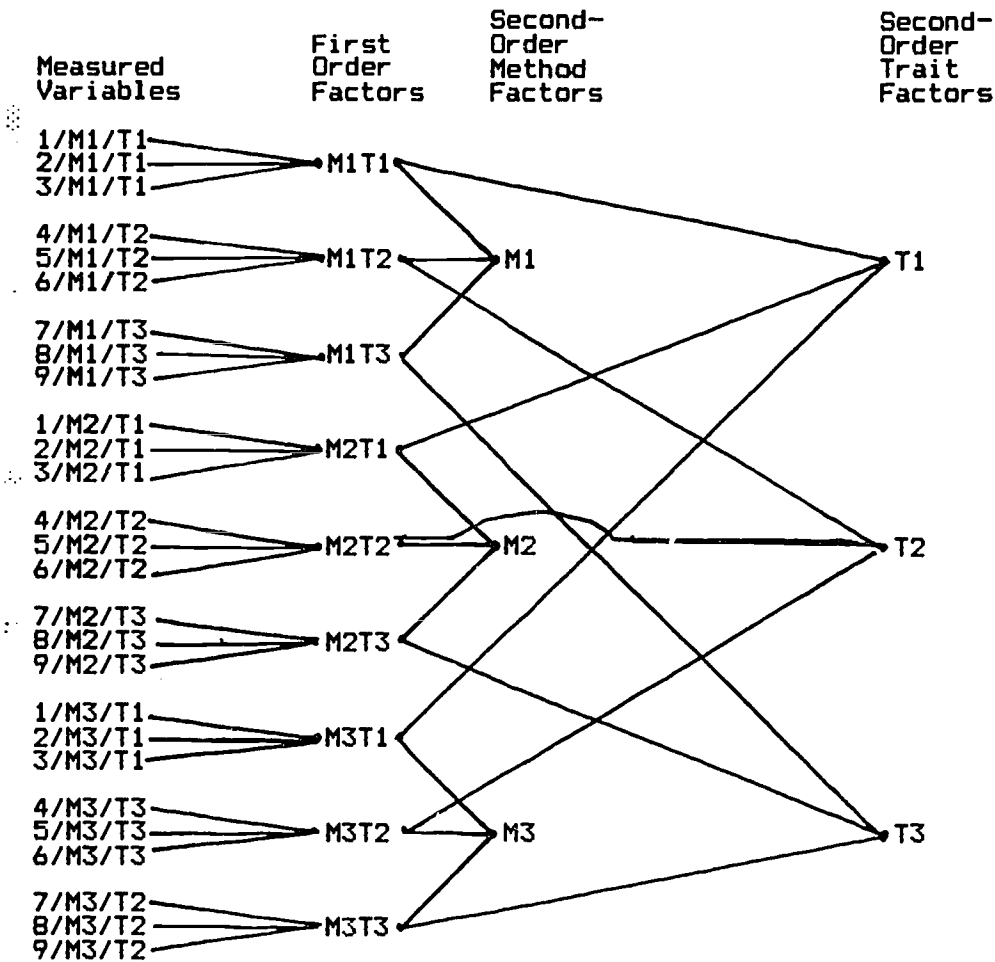 Measured
Variables
First
Order
Factors
Second-
Order
Method
Factors
Second-
Order
Trait
Factors
1/M1/T1
2/M1/T1
3/M1/T1
M1T1
4/M1/T2
5/M1/T2
6/M1/T2
M1T2
M1
T1
7/M1/T3
8/M1/T3
9/M1/T3
M1T3
1/M2/T1
2/M2/T1
3/M2/T1
M2T1
4/M2/T2
5/M2/T2
6/M2/T2
M2T2
M2
T2
7/M2/T3
8/M2/T3
9/M2/T3
M2T3
1/M3/T1
2/M3/T1
3/M3/T1
M3T1
4/M3/T3
5/M3/T3
6/M3/T3
M3T2
M3
T3
7/M3/T2
8/M3/T2
9/M3/T2
M3T3